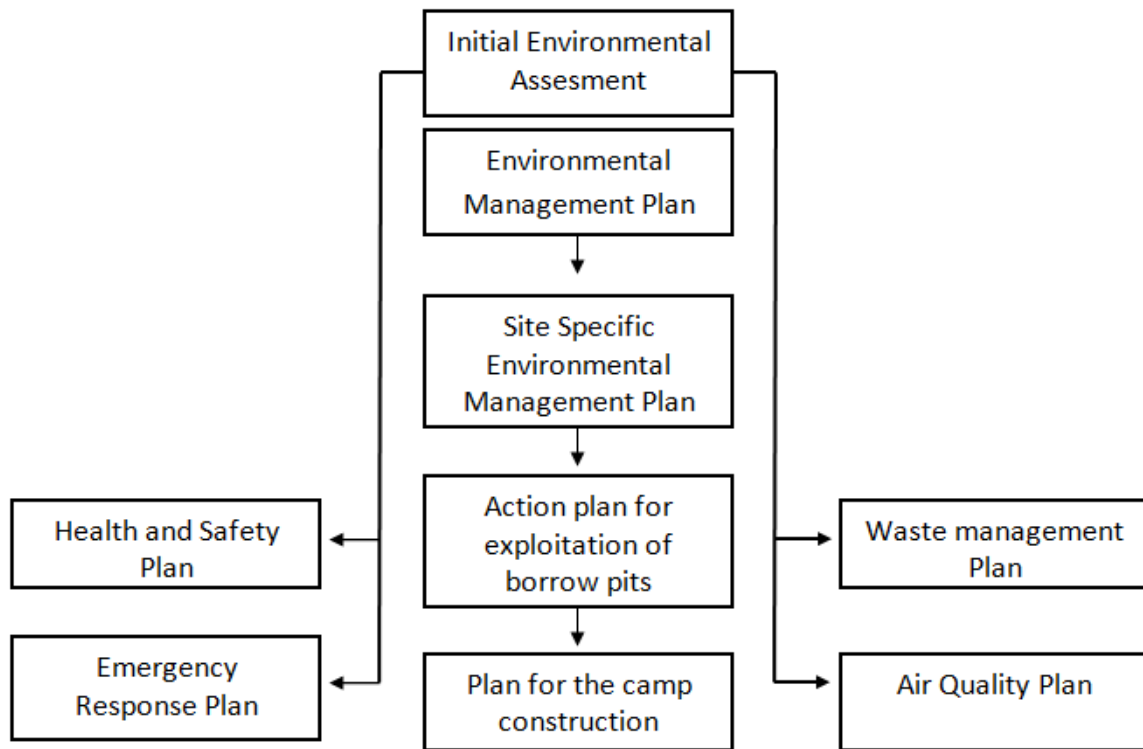 Initial Environmental
Assesment
Environmental
Management Plan
Site Specific
Environmental
Management Plan
Action plan for
exploitation of
borrow pits
Health and Safety
Plan
Waste management
Plan
Emergency
Response Plan
Plan for the camp
construction
Air Quality Plan